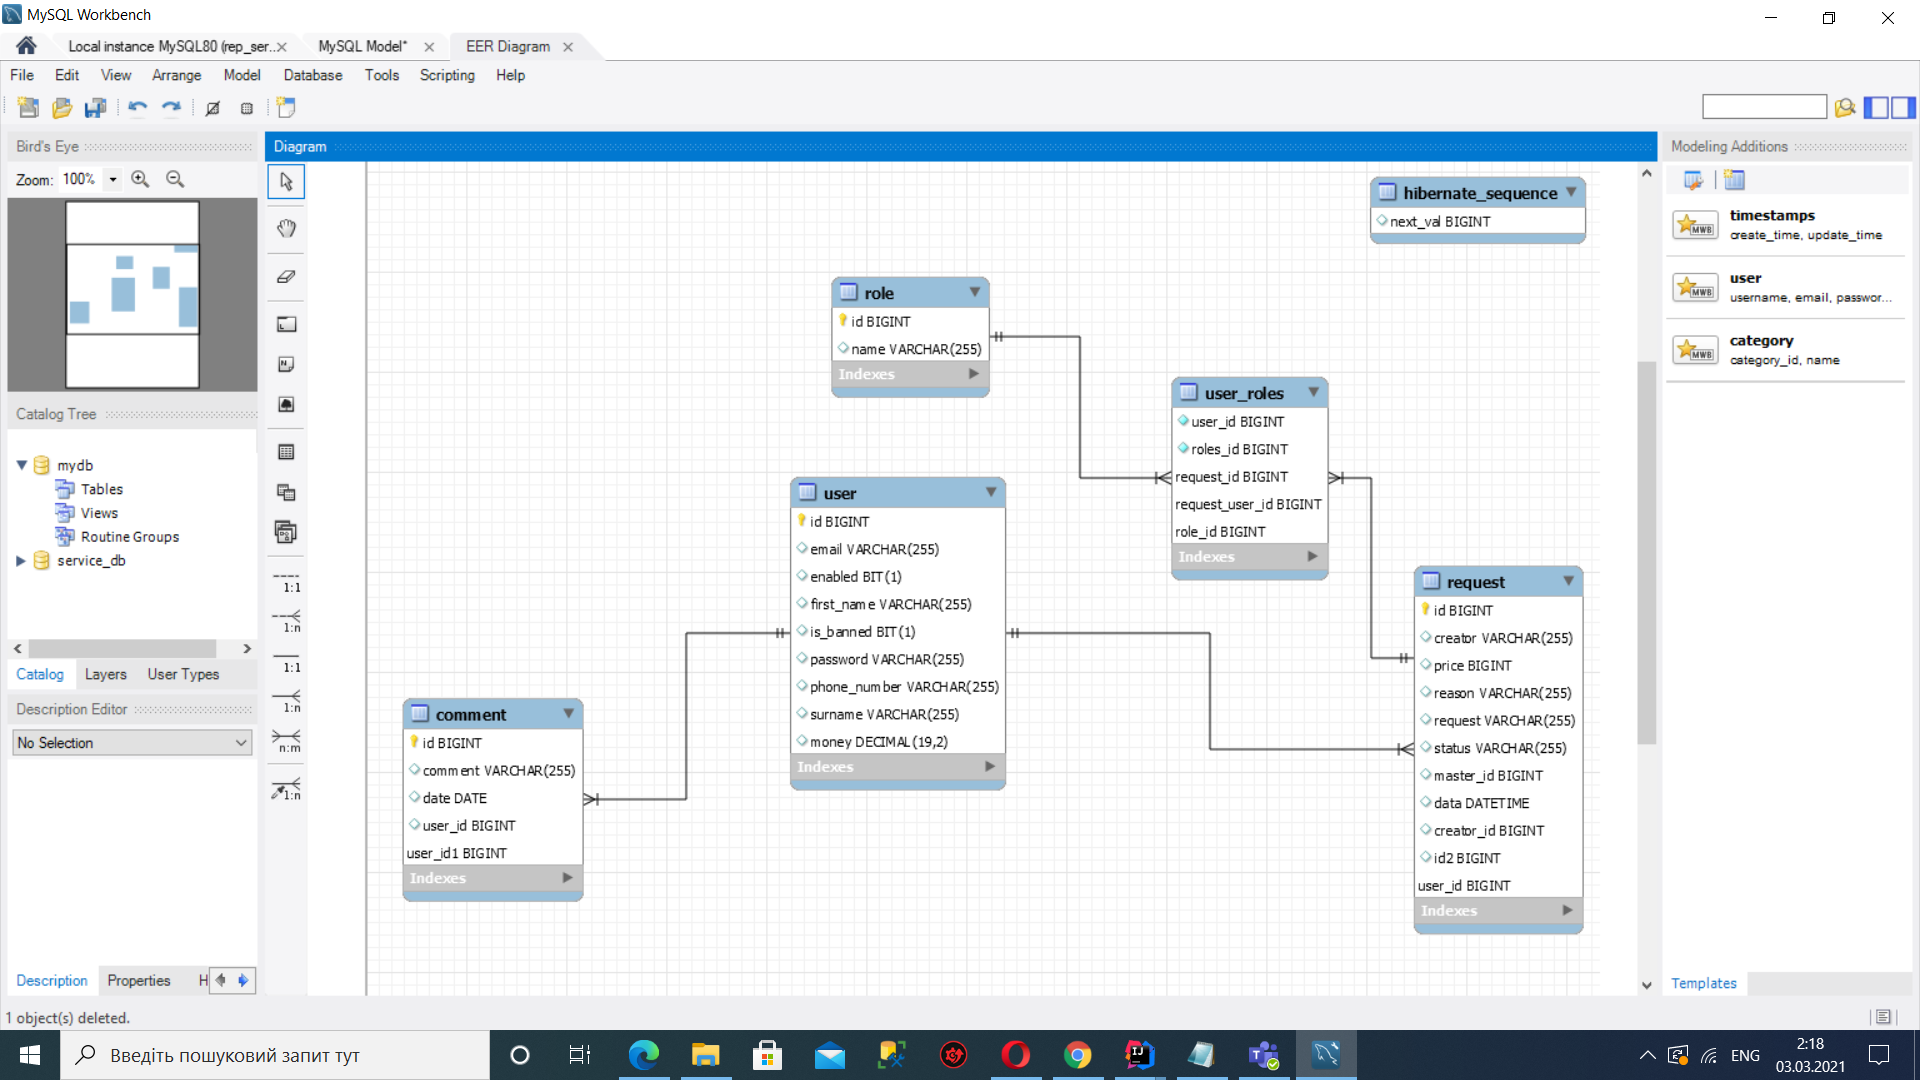 MySQL Workbench
Local instance MySQL80 (rep_ser..
MySQL Model*
EER Diagram
File
Edit
View
Arrange
Model
Database
Tools
Scripting
Help
Bird's Eye
Zoom: 100%
Catalog Tree
mydb
Tables
Views
Routine Groups
service_db
Catalog
Layers
User Types
Description Editor
No Selection
Description
Properties
H
1 object(s) deleted.
Diagram
1:1
1:n
1:1
1:n
n:m
1:n
hibernate_sequence
next_val BIGINT
role
id BIGINT
name VARCHAR(255)
Indexes
user_roles
user_id BIGINT
roles_id BIGINT
request_id BIGINT
request_user_id BIGINT
role_id BIGINT
Indexes
user
id BIGINT
email VARCHAR(255)
enabled BIT(1)
first_name VARCHAR(255)
is_banned BIT(1)
password VARCHAR(255)
phone_number VARCHAR(255)
surname VARCHAR(255)
money DECIMAL(19,2)
Indexes
request
id BIGINT
creator VARCHAR(255)
price BIGINT
reason VARCHAR(255)
request VARCHAR(255)
status VARCHAR(255)
master_id BIGINT
data DATETIME
creator_id BIGINT
id2 BIGINT
user_id BIGINT
Indexes
comment
id BIGINT
comment VARCHAR(255)
date DATE
user_id BIGINT
user_id1 BIGINT
Indexes
Modeling Additions
MWB
timestamps
create_time, update_time
MWB
user
username, email, passwor...
MWB
category
category_id, name
Templates
Введіть пошуковий запит тут
ENG
2:18
03.03.2021